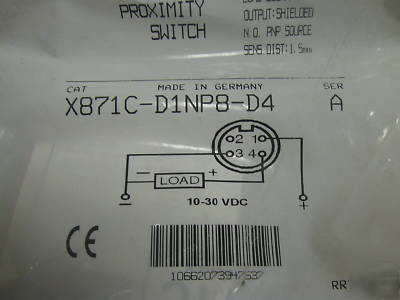 PROXIMITY
SWITCH
OUTPUT:SHIELDED
N.O. PNP SOURCE
SENS DIST:1.5mm
CAT MADE IN GERMANY SER
X871C-D1NP8-D4 A
2 1
3 4
− LOAD +
− 10-30 VDC +
CE
10662073947537
RR